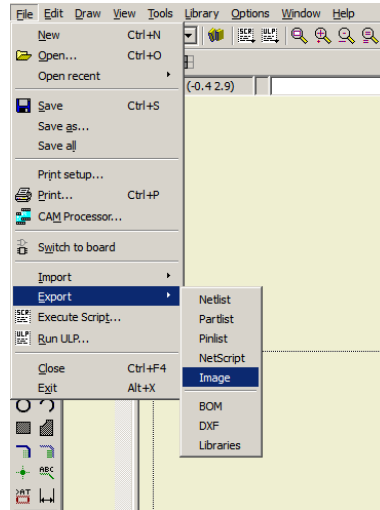 File Edit Draw View Tools Library Options Window Help
New Ctrl+N
Open... Ctrl+O
Open recent
(-0.4 2.9)
Save Ctrl+S
Save as...
Save all
Print setup...
Print... Ctrl+P
CAM Processor...
Switch to board
Import
Export
Netlist
SCR Execute Script...
Partlist
ULP Run ULP...
Pinlist
NetScript
Close Ctrl+F4
Image
Exit Alt+X
BOM
DXF
Libraries
SCR ULP
ABC